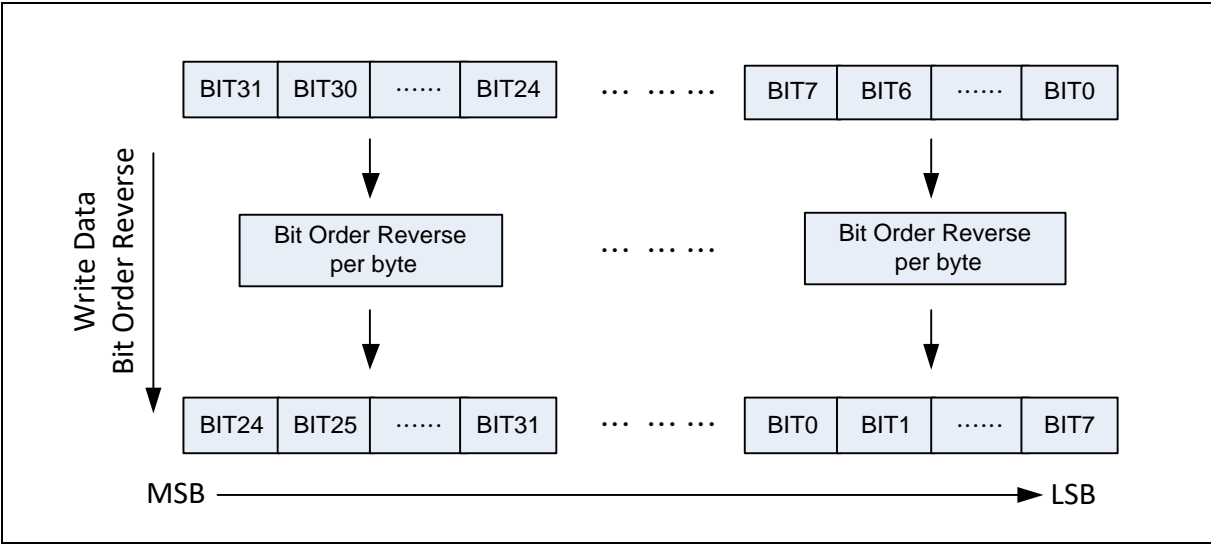 BIT31 BIT30 ...... BIT24 ... ... ... BIT7 BIT6 ...... BIT0
Write Data
Bit Order Reverse
Bit Order Reverse
per byte
... ... ...
Bit Order Reverse
per byte
BIT24 BIT25 ...... BIT31 ... ... ... BIT0 BIT1 ...... BIT7
MSB LSB